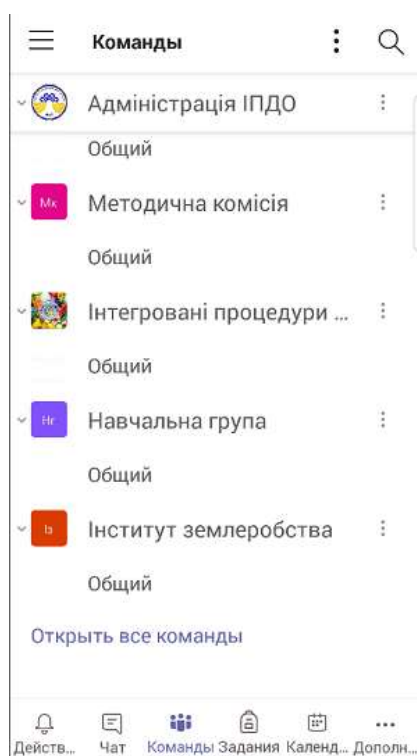 Команды
Адміністрація ІПДО
Общий
Мк Методична комісія
Общий
Інтегровані процедури ...
Общий
Нг Навчальна група
Общий
Із Інститут землеробства
Общий
Открыть все команды
Действ... Чат Команды Задания Календ... Дополн...